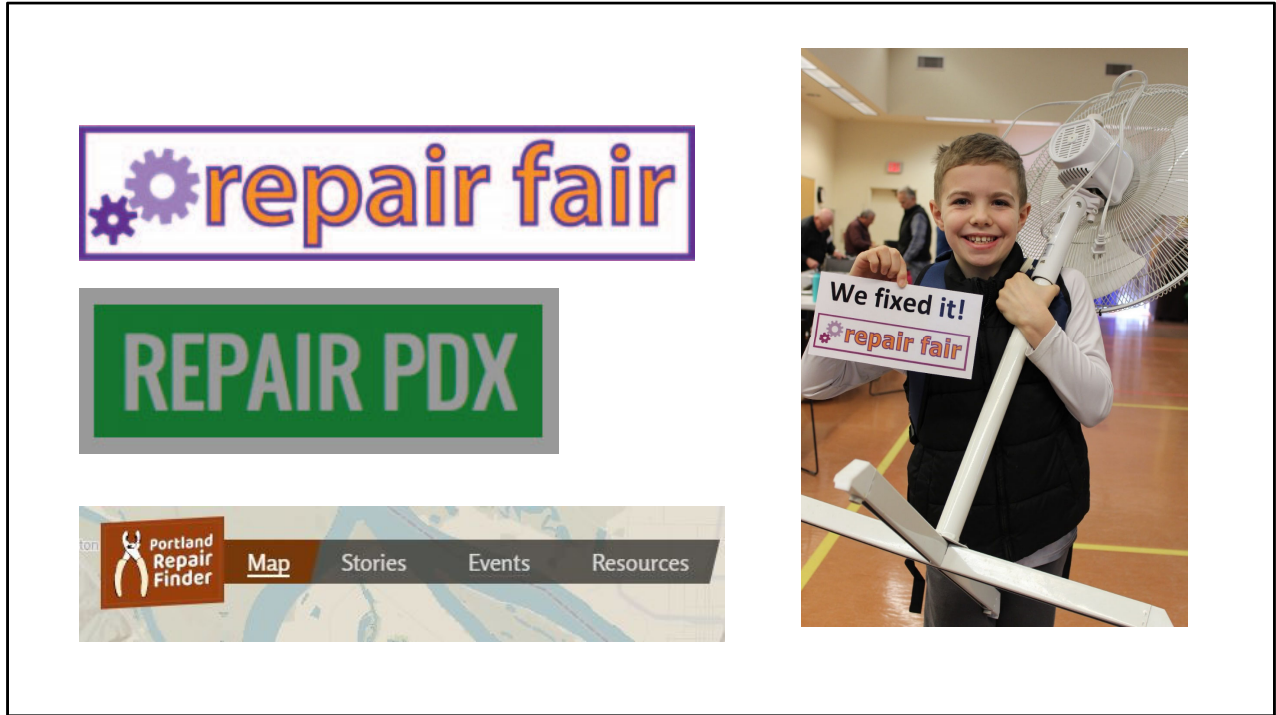 repair fair
REPAIR PDX
Portland
Repair
Finder
Map Stories Events Resources
We fixed it!
repair fair